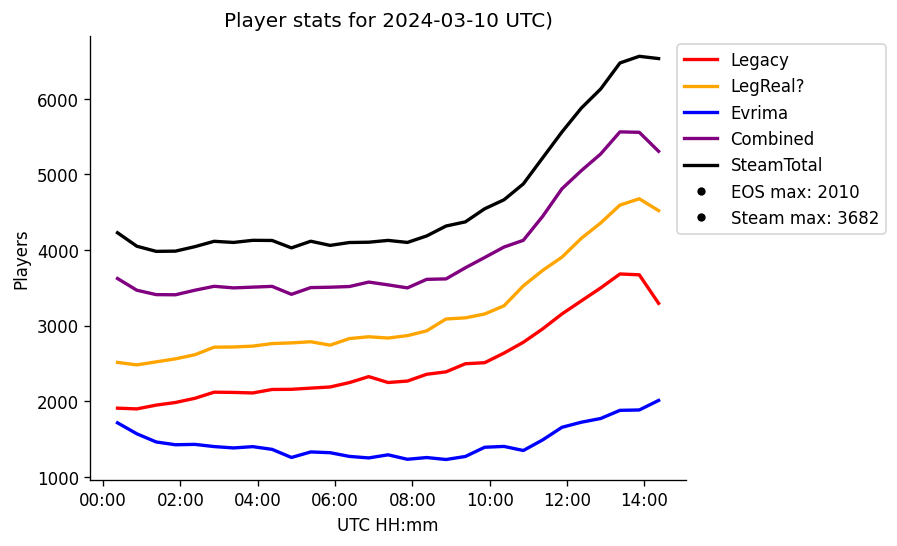 Player stats for 2024-03-10 UTC)
Legacy
LegReal?
Evrima
Combined
SteamTotal
EOS max: 2010
Steam max: 3682
Players
6000
5000
4000
3000
2000
1000
00:00 02:00 04:00 06:00 08:00 10:00 12:00 14:00
UTC HH:mm